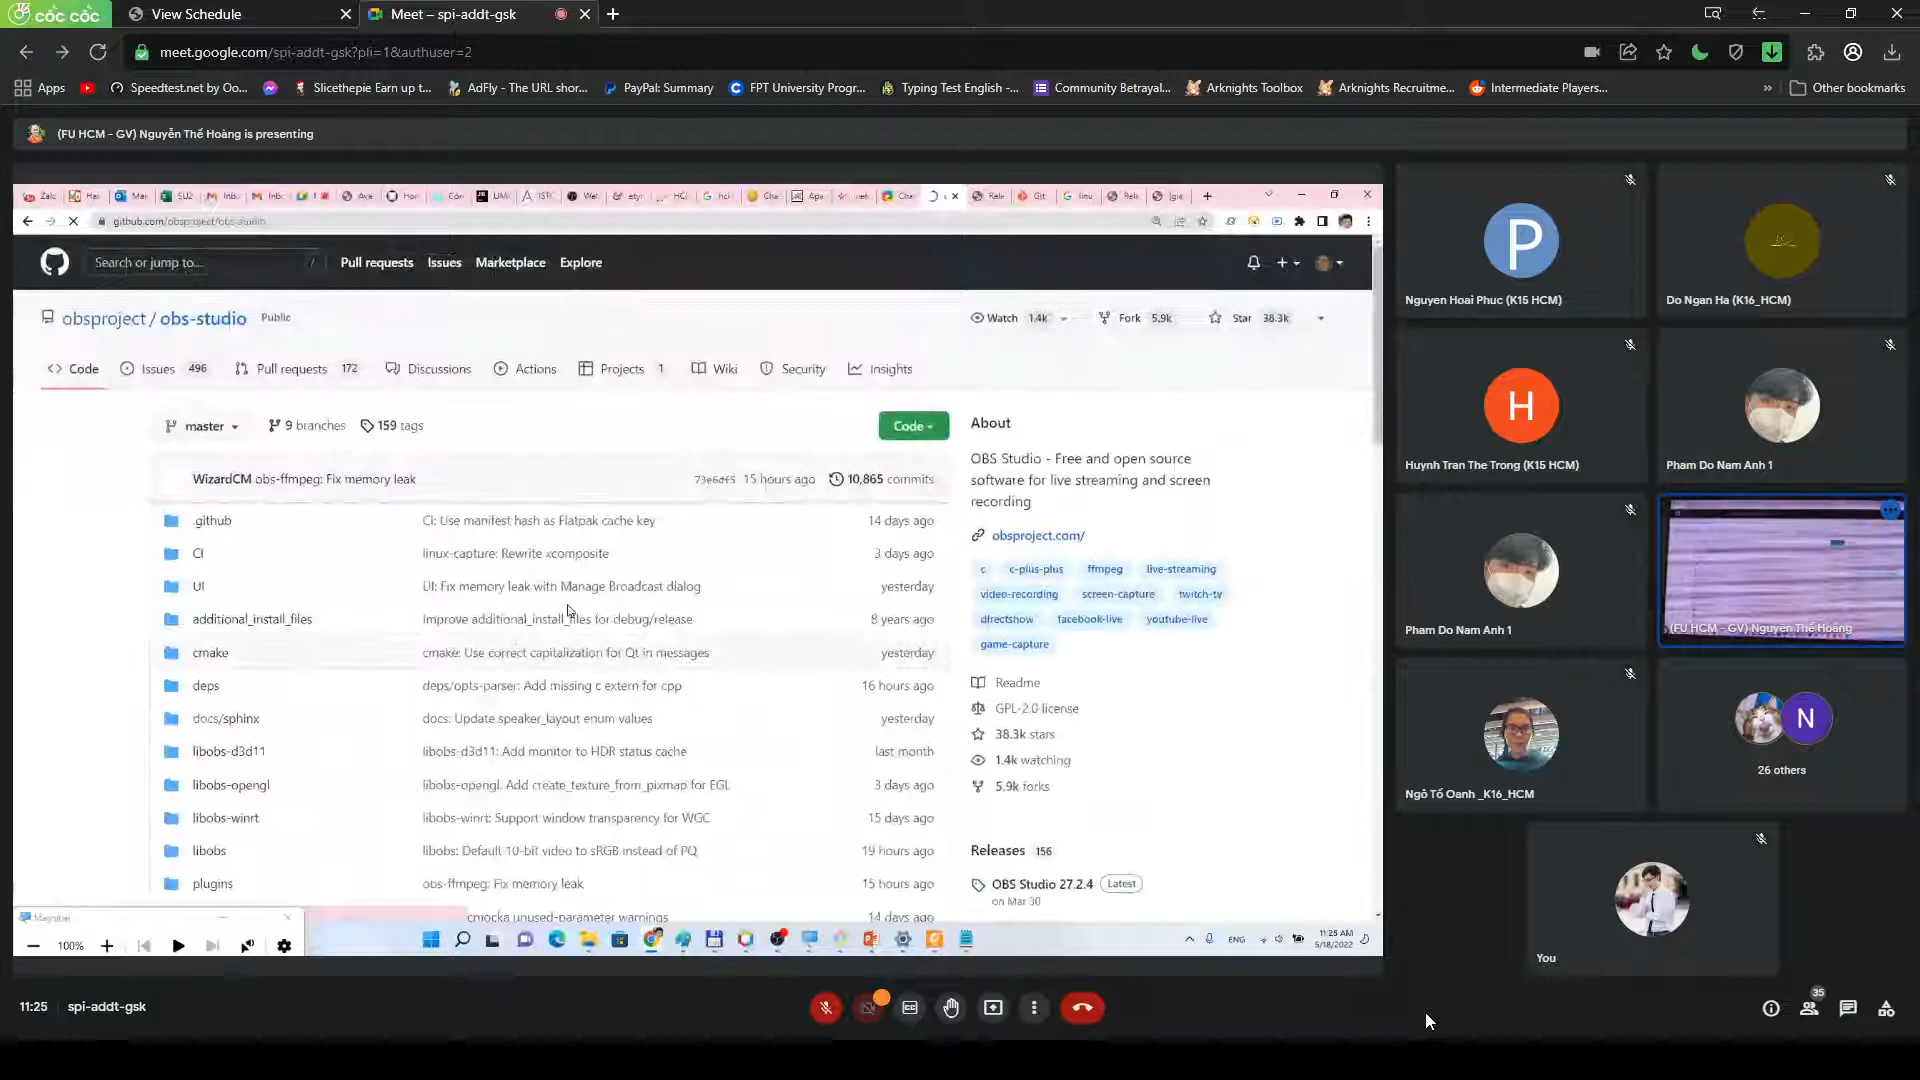 cốc cốc
View Schedule
Meet – spi-addt-gsk
meet.google.com/spi-addt-gsk?pli=1&authuser=2
Apps
Speedtest.net by Oo...
Slicethepie Earn up t...
AdFly - The URL shor...
PayPal: Summary
FPT University Progr...
Typing Test English -...
Community Betrayal...
Arknights Toolbox
Arknights Recruitme...
Intermediate Players...
Other bookmarks
(FU HCM - GV) Nguyễn Thế Hoàng is presenting
github.com/obsproject/obs-studio
Search or jump to...
/
Pull requests
Issues
Marketplace
Explore
obsproject / obs-studio
Public
Watch 1.4k
Fork 5.9k
Star 38.3k
Code
Issues 496
Pull requests 172
Discussions
Actions
Projects 1
Wiki
Security
Insights
master
9 branches
159 tags
Code
WizardCM obs-ffmpeg: Fix memory leak
15 hours ago
10,865 commits
.github CI: Use manifest hash as Flatpak cache key 14 days ago
CI linux-capture: Rewrite xcomposite 3 days ago
UI UI: Fix memory leak with Manage Broadcast dialog yesterday
additional_install_files Improve additional_install_files for debug/release 8 years ago
cmake cmake: Use correct capitalization for Qt in messages yesterday
deps deps/opts-parser: Add missing c extern for cpp 16 hours ago
docs/sphinx docs: Update speaker_layout enum values yesterday
libobs-d3d11 libobs-d3d11: Add monitor to HDR status cache last month
libobs-opengl libobs-opengl: Add create_texture_from_pixmap for EGL 3 days ago
libobs-winrt libobs-winrt: Support window transparency for WGC 15 days ago
libobs libobs: Default 10-bit video to sRGB instead of PQ 19 hours ago
plugins obs-ffmpeg: Fix memory leak 15 hours ago
cmocka unused-parameter warnings 14 days ago
About
OBS Studio - Free and open source
software for live streaming and screen
recording
obsproject.com/
c c-plus-plus ffmpeg live-streaming
video-recording screen-capture twitch-tv
directshow facebook-live youtube-live
game-capture
Readme
GPL-2.0 license
38.3k stars
1.4k watching
5.9k forks
Releases 156
OBS Studio 27.2.4 Latest
on Mar 30
100%
ENG
11:25 AM
5/18/2022
P
Nguyen Hoai Phuc (K15 HCM)
Do Ngan Ha (K16_HCM)
H
Huynh Tran The Trong (K15 HCM)
Pham Do Nam Anh 1
Pham Do Nam Anh 1
(FU HCM - GV) Nguyễn Thế Hoàng
Ngô Tố Oanh _K16_HCM
N
26 others
You
11:25
spi-addt-gsk
35